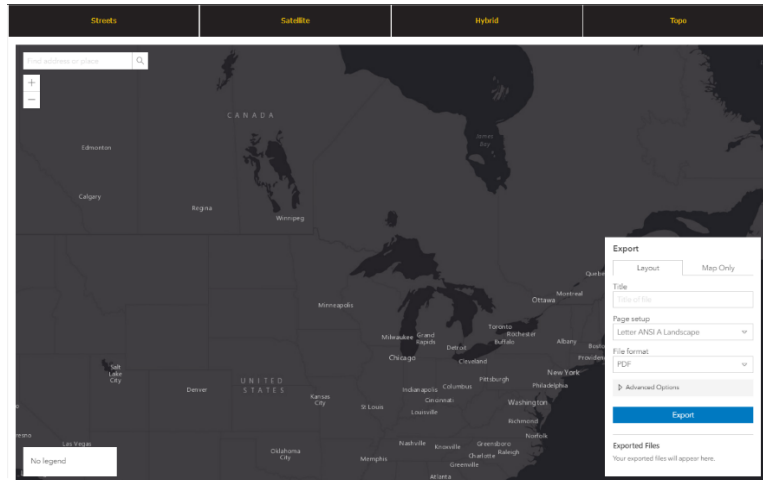 Streets
Satellite
Hybrid
Topo
Find address or place
+
−
CANADA
James
Bay
Edmonton
Calgary
Regina
Winnipeg
Export
Layout
Map Only
Title
Title of file
Page setup
Letter ANSI A Landscape
File format
PDF
Advanced Options
Export
Exported Files
Your exported files will appear here.
Montreal
Ottawa
Minneapolis
Toronto
Rochester
Milwaukee
Grand
Rapids
Buffalo
Albany
Detroit
Chicago
Cleveland
New York
Salt
Lake
City
Denver
UNITED
STATES
Kansas
City
St Louis
Indianapolis
Columbus
Pittsburgh
Philadelphia
Cincinnati
Louisville
Washington
Richmond
Norfolk
Las Vegas
Oklahoma
City
Memphis
Nashville
Knoxville
Greensboro
Charlotte
Raleigh
Greenville
Atlanta
No legend